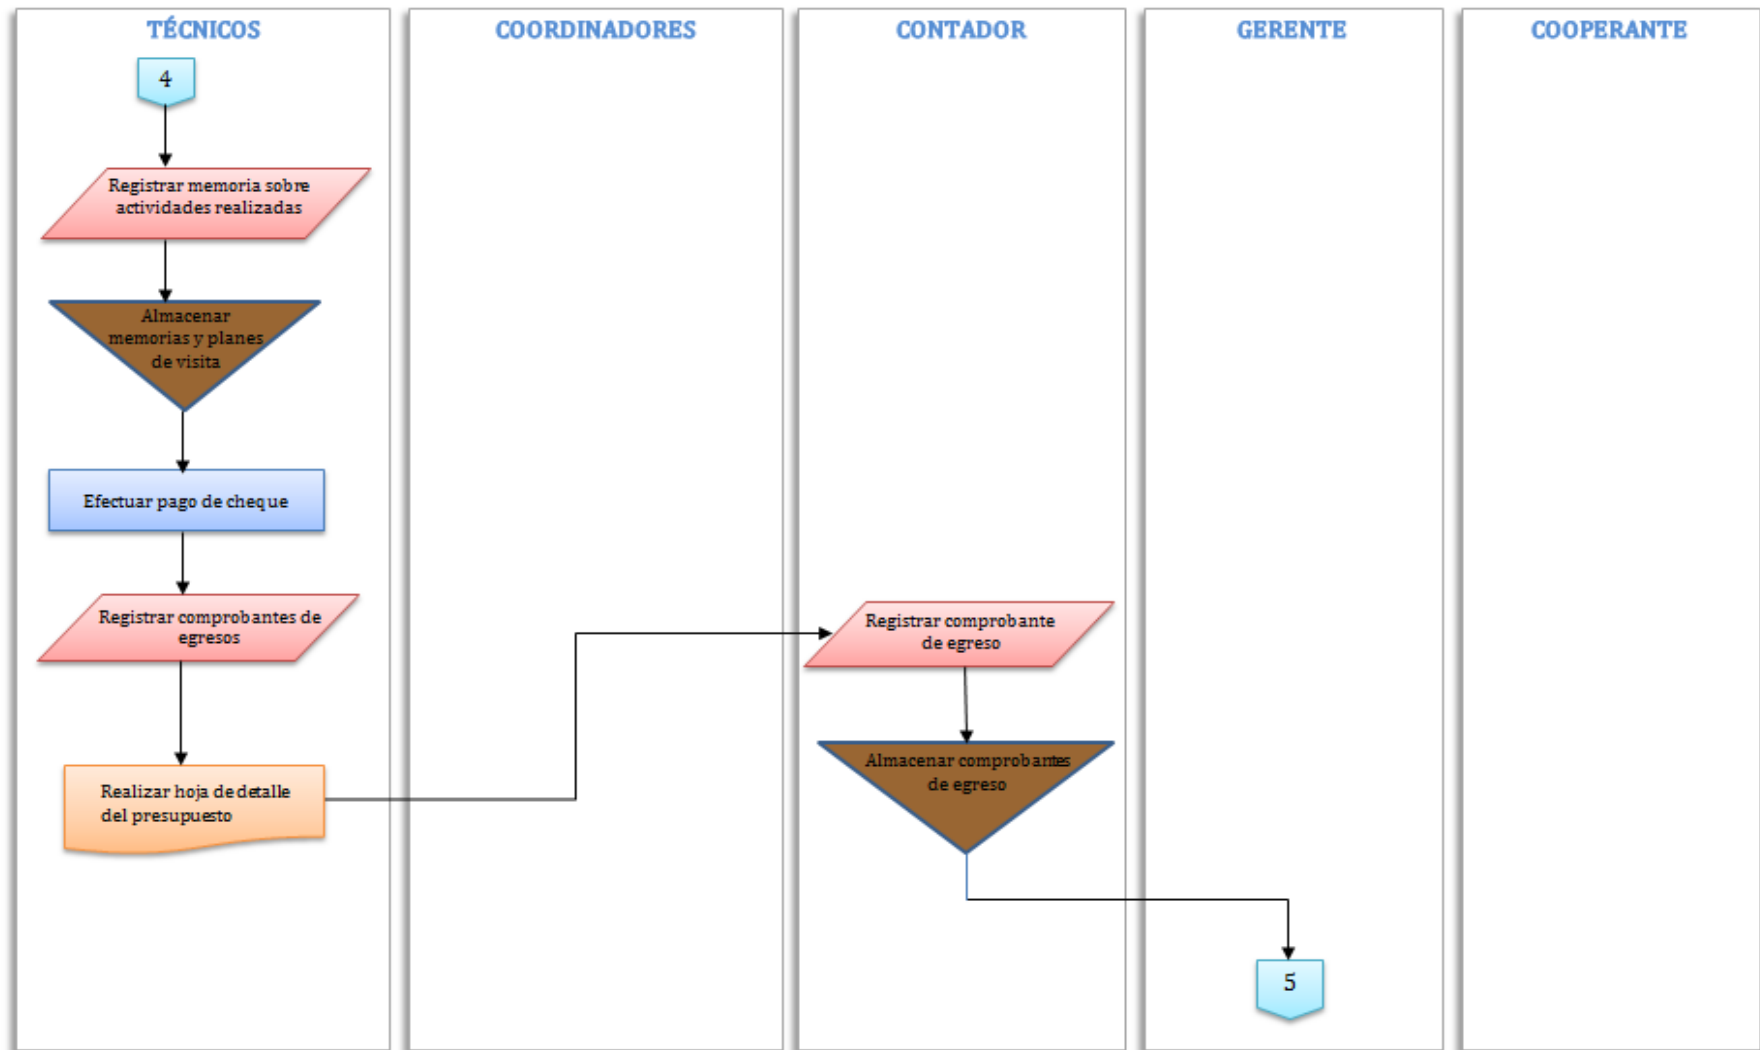 TÉCNICOS
COORDINADORES
CONTADOR
GERENTE
COOPERANTE
4
Registrar memoria sobre
actividades realizadas
Almacenar
memorias y planes
de visita
Efectuar pago de cheque
Registrar comprobantes de
egresos
Realizar hoja de detalle
del presupuesto
Registrar comprobante
de egreso
Almacenar comprobantes
de egreso
5